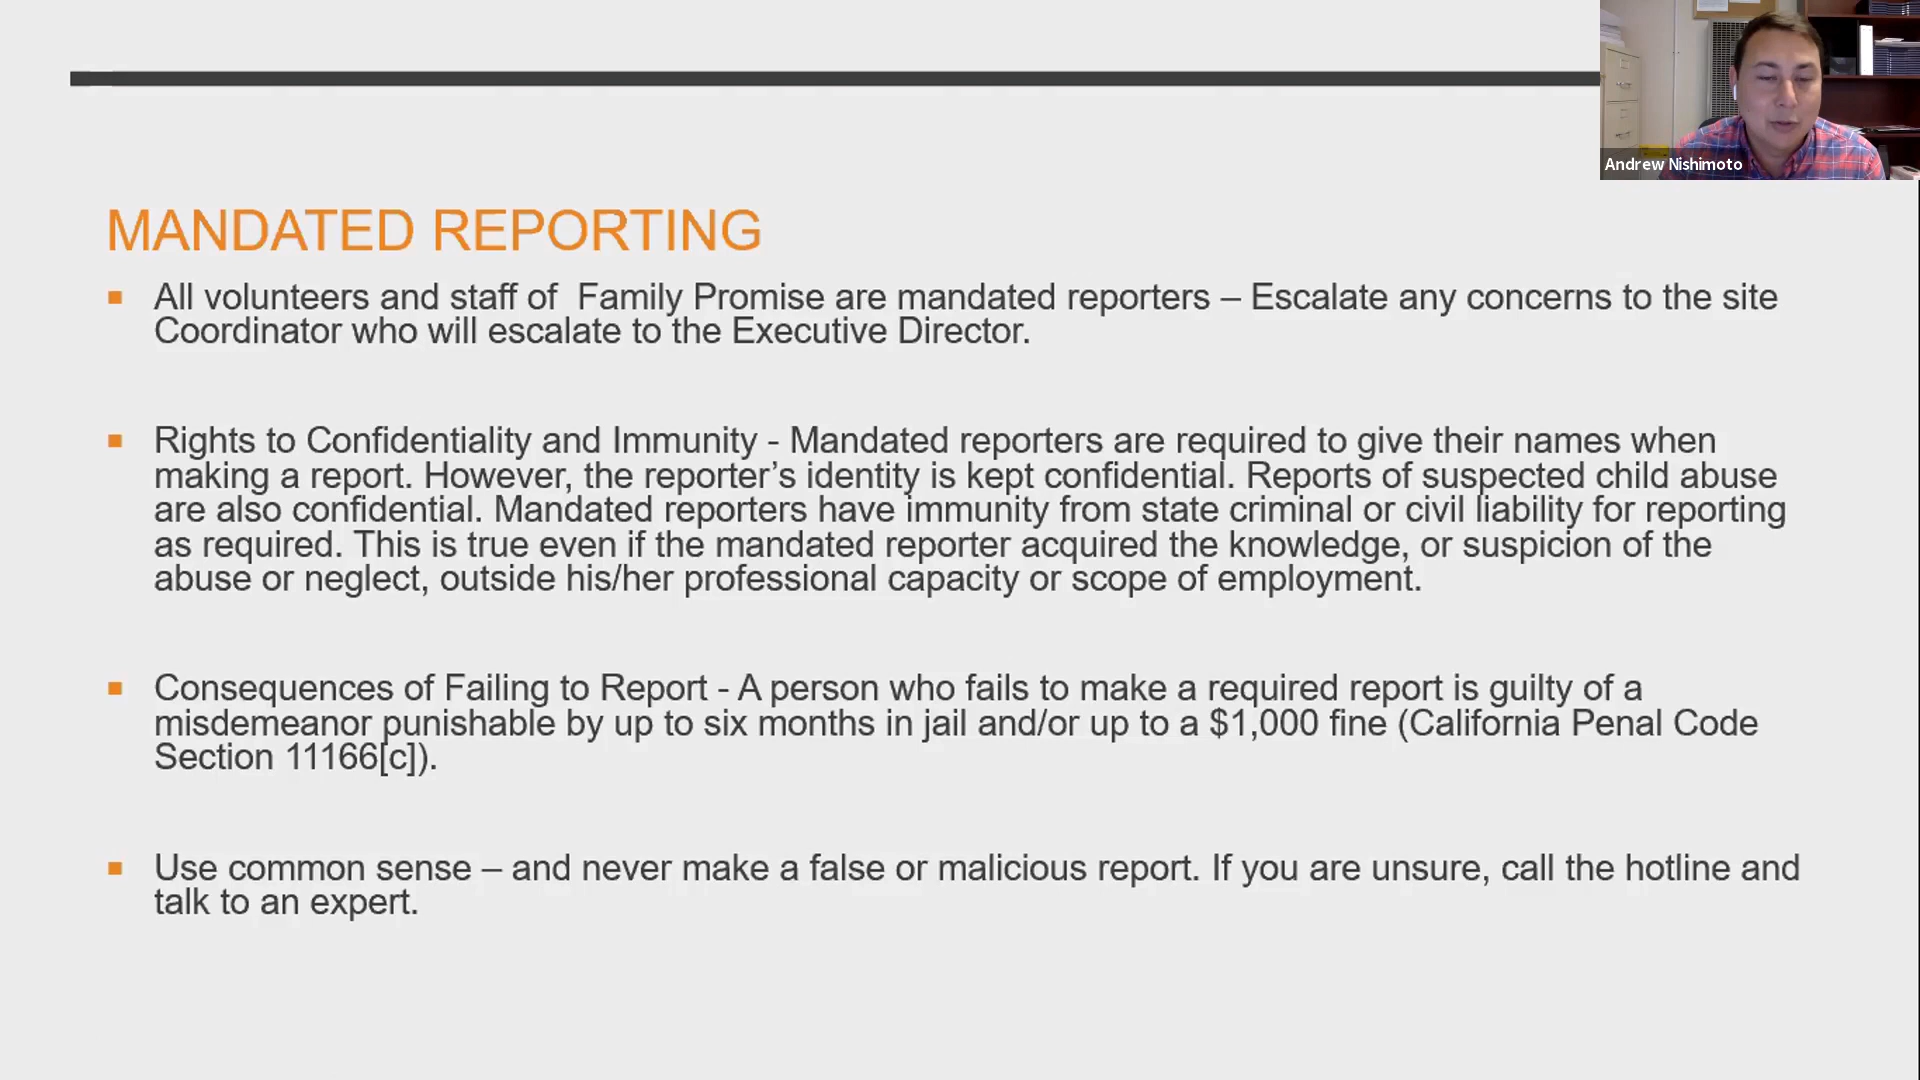 Andrew Nishimoto
MANDATED REPORTING
All volunteers and staff of  Family Promise are mandated reporters – Escalate any concerns to the site
Coordinator who will escalate to the Executive Director.
Rights to Confidentiality and Immunity - Mandated reporters are required to give their names when
making a report. However, the reporter’s identity is kept confidential. Reports of suspected child abuse
are also confidential. Mandated reporters have immunity from state criminal or civil liability for reporting
as required. This is true even if the mandated reporter acquired the knowledge, or suspicion of the
abuse or neglect, outside his/her professional capacity or scope of employment.
Consequences of Failing to Report - A person who fails to make a required report is guilty of a
misdemeanor punishable by up to six months in jail and/or up to a $1,000 fine (California Penal Code
Section 11166[c]).
Use common sense – and never make a false or malicious report. If you are unsure, call the hotline and
talk to an expert.